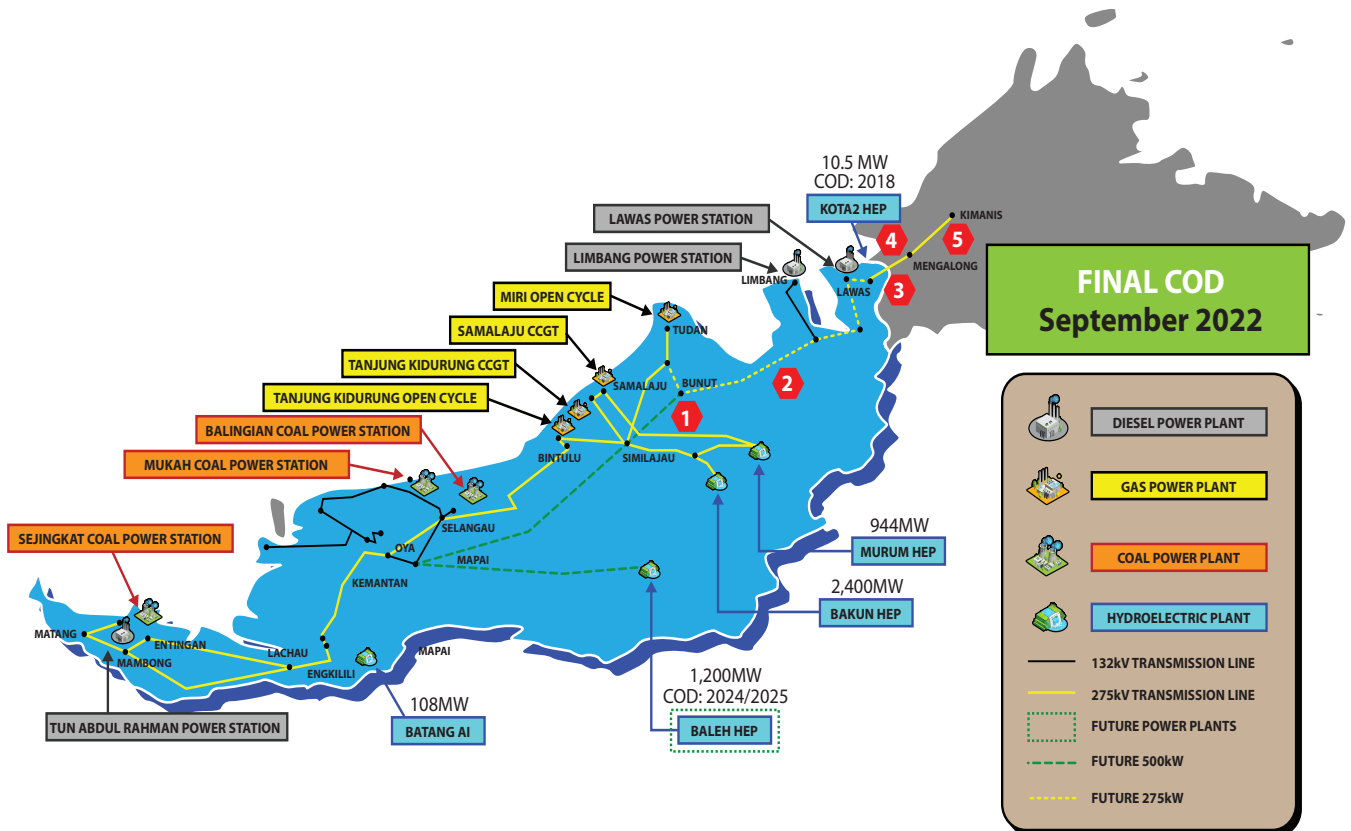 10.5 MW
COD: 2018
KOTA2 HEP
LAWAS POWER STATION
LIMBANG POWER STATION
KIMANIS
4
5
MENGALONG
3
LIMBANG
LAWAS
FINAL COD
September 2022
MIRI OPEN CYCLE
SAMALAJU CCGT
TANJUNG KIDURUNG CCGT
TANJUNG KIDURUNG OPEN CYCLE
BALINGIAN COAL POWER STATION
MUKAH COAL POWER STATION
SEJINGKAT COAL POWER STATION
TUDAN
SAMALAJU
BUNUT
2
1
BINTULU
SIMILAJAU
SELANGAU
OYA
MAPAI
KEMANTAN
944MW
MURUM HEP
2,400MW
BAKUN HEP
MATANG
MAMBONG
ENTINGAN
LACHAU
ENGKILILI
MAPAI
1,200MW
COD: 2024/2025
BALEH HEP
108MW
BATANG AI
TUN ABDUL RAHMAN POWER STATION
DIESEL POWER PLANT
GAS POWER PLANT
COAL POWER PLANT
HYDROELECTRIC PLANT
132kV TRANSMISSION LINE
275kV TRANSMISSION LINE
FUTURE POWER PLANTS
FUTURE 500kW
FUTURE 275kW